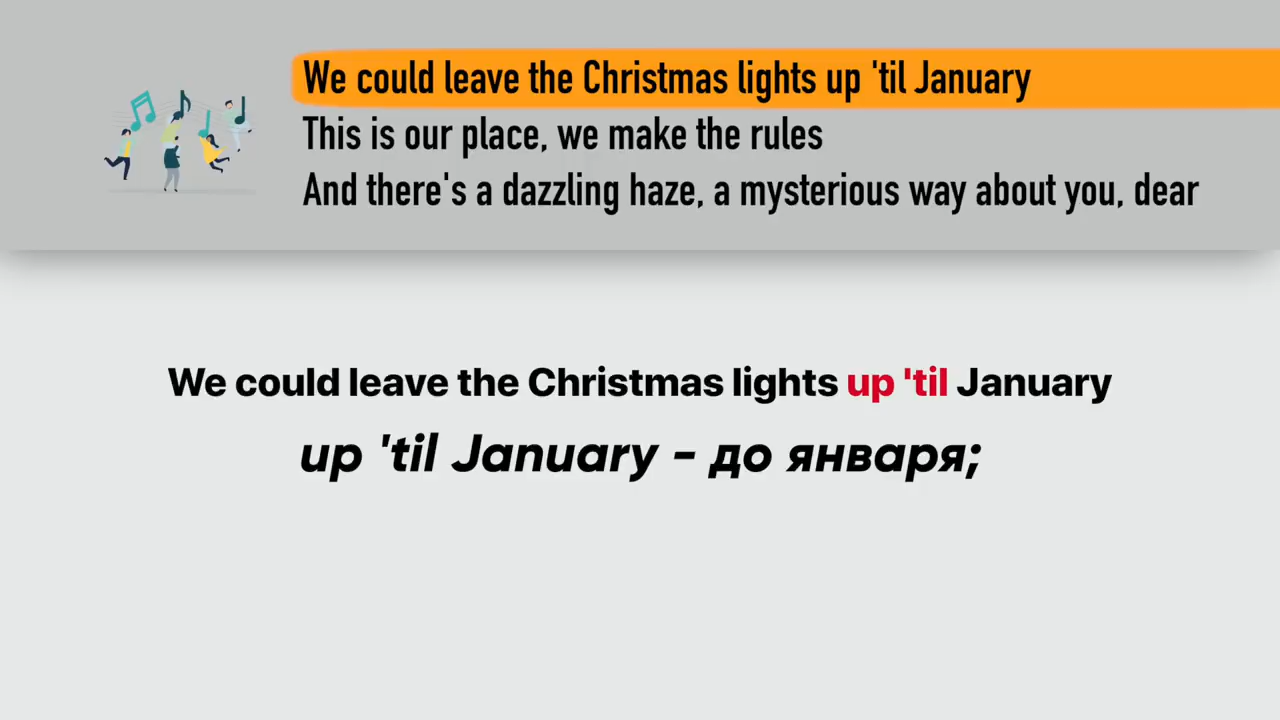 We could leave the Christmas lights up 'til January
This is our place, we make the rules
And there's a dazzling haze, a mysterious way about you, dear
We could leave the Christmas lights up 'til January
up 'til January - до января;